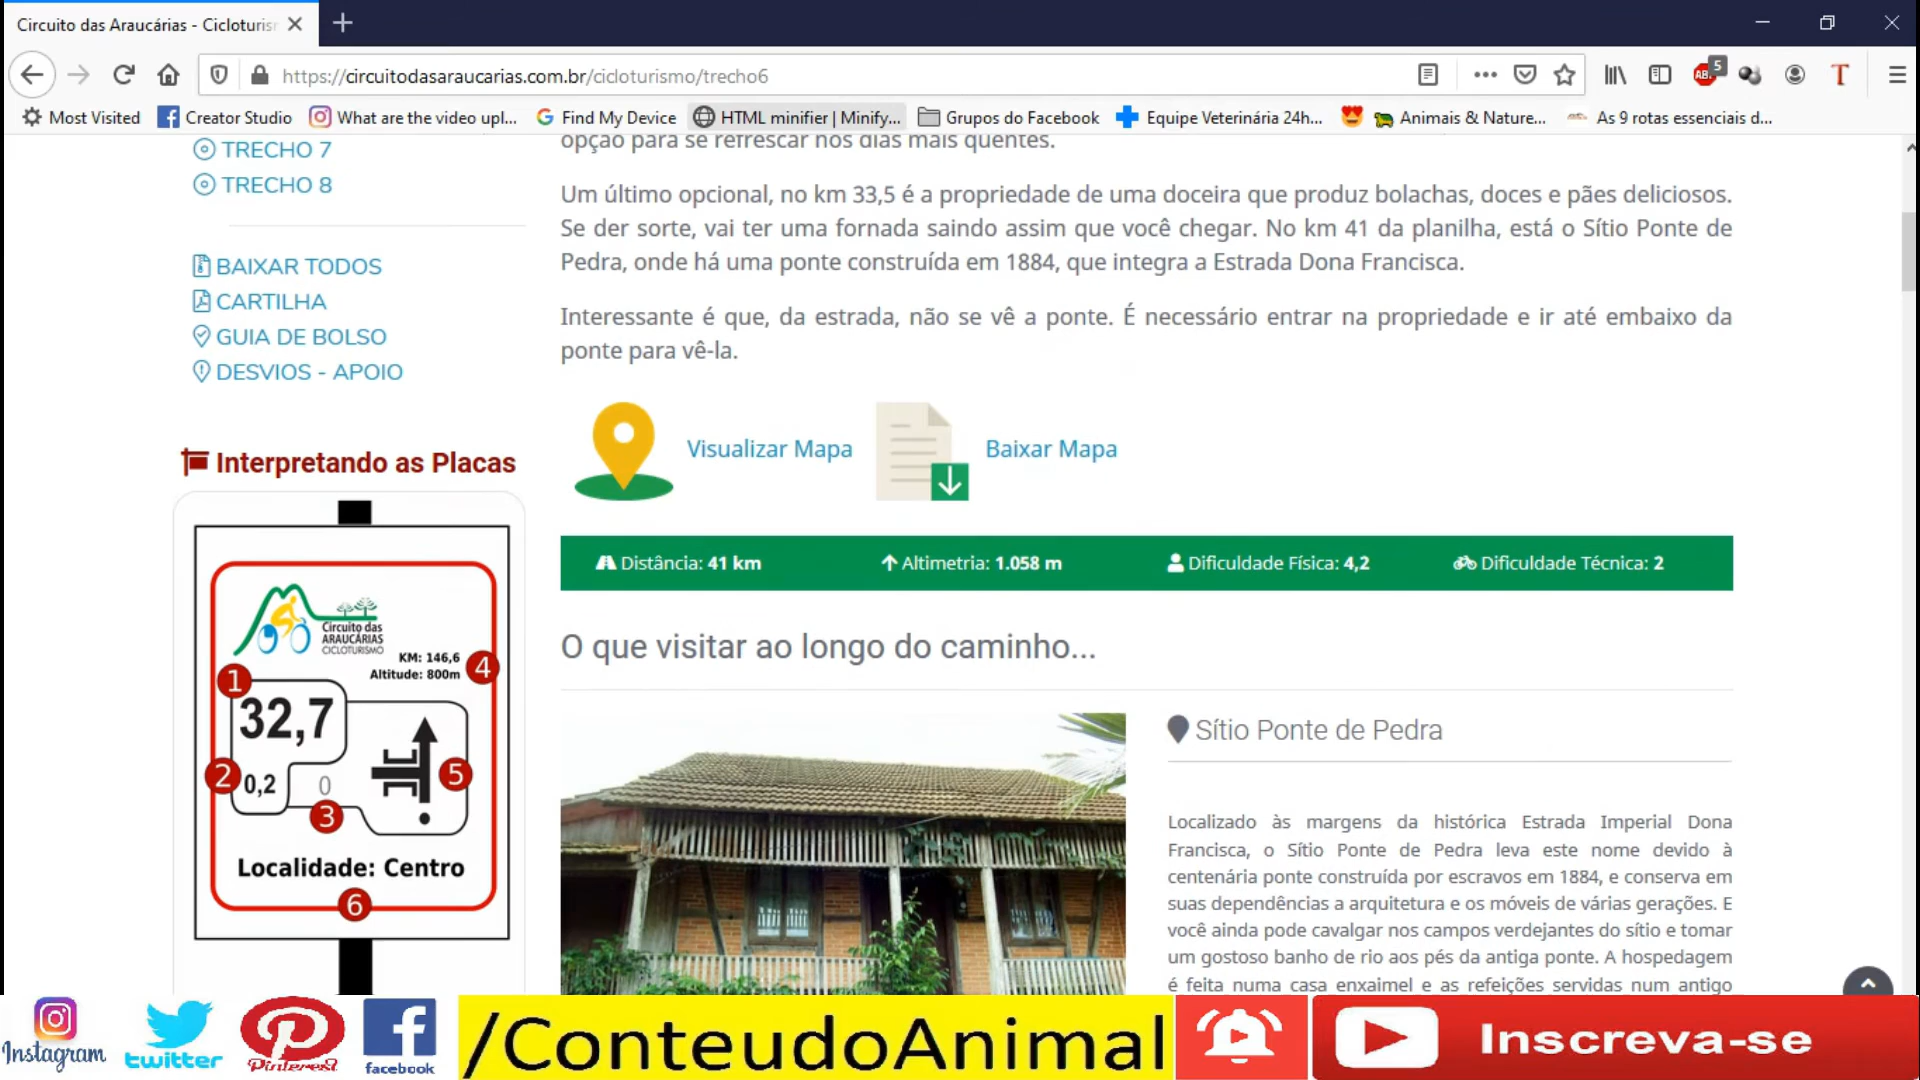 Circuito das Araucárias - Cicloturis
https://circuitodasaraucarias.com.br/cicloturismo/trecho6
5
ABP
T
Most Visited
Creator Studio
What are the video upl...
Find My Device
HTML minifier | Minify,...
Grupos do Facebook
Equipe Veterinária 24h...
Animais & Nature...
As 9 rotas essenciais d...
TRECHO 7
TRECHO 8
BAIXAR TODOS
CARTILHA
GUIA DE BOLSO
DESVIOS - APOIO
Interpretando as Placas
Circuito das
ARAUCÁRIAS
CICLOTURISMO
KM: 146,6
Altitude: 800m
4
1
32,7
2
0,2
0
3
5
Localidade: Centro
6
opção para se refrescar nos dias mais quentes.
Um último opcional, no km 33,5 é a propriedade de uma doceira que produz bolachas, doces e pães deliciosos.
Se der sorte, vai ter uma fornada saindo assim que você chegar. No km 41 da planilha, está o Sítio Ponte de
Pedra, onde há uma ponte construída em 1884, que integra a Estrada Dona Francisca.
Interessante é que, da estrada, não se vê a ponte. É necessário entrar na propriedade e ir até embaixo da
ponte para vê-la.
Visualizar Mapa
Baixar Mapa
Distância: 41 km
Altimetria: 1.058 m
Dificuldade Física: 4,2
Dificuldade Técnica: 2
O que visitar ao longo do caminho...
Sítio Ponte de Pedra
Localizado às margens da histórica Estrada Imperial Dona
Francisca, o Sítio Ponte de Pedra leva este nome devido à
centenária ponte construída por escravos em 1884, e conserva em
suas dependências a arquitetura e os móveis de várias gerações. E
você ainda pode cavalgar nos campos verdejantes do sítio e tomar
um gostoso banho de rio aos pés da antiga ponte. A hospedagem
é feita numa casa enxaimel e as refeições servidas num antigo
Instagram
twitter
Pinterest
facebook
/ConteudoAnimal
Inscreva-se